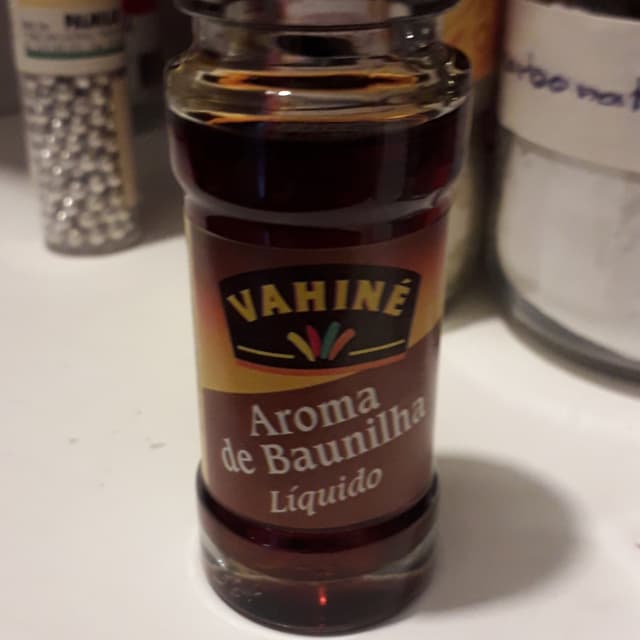 VAHINÉ
Aroma
de Baunilha
Líquido